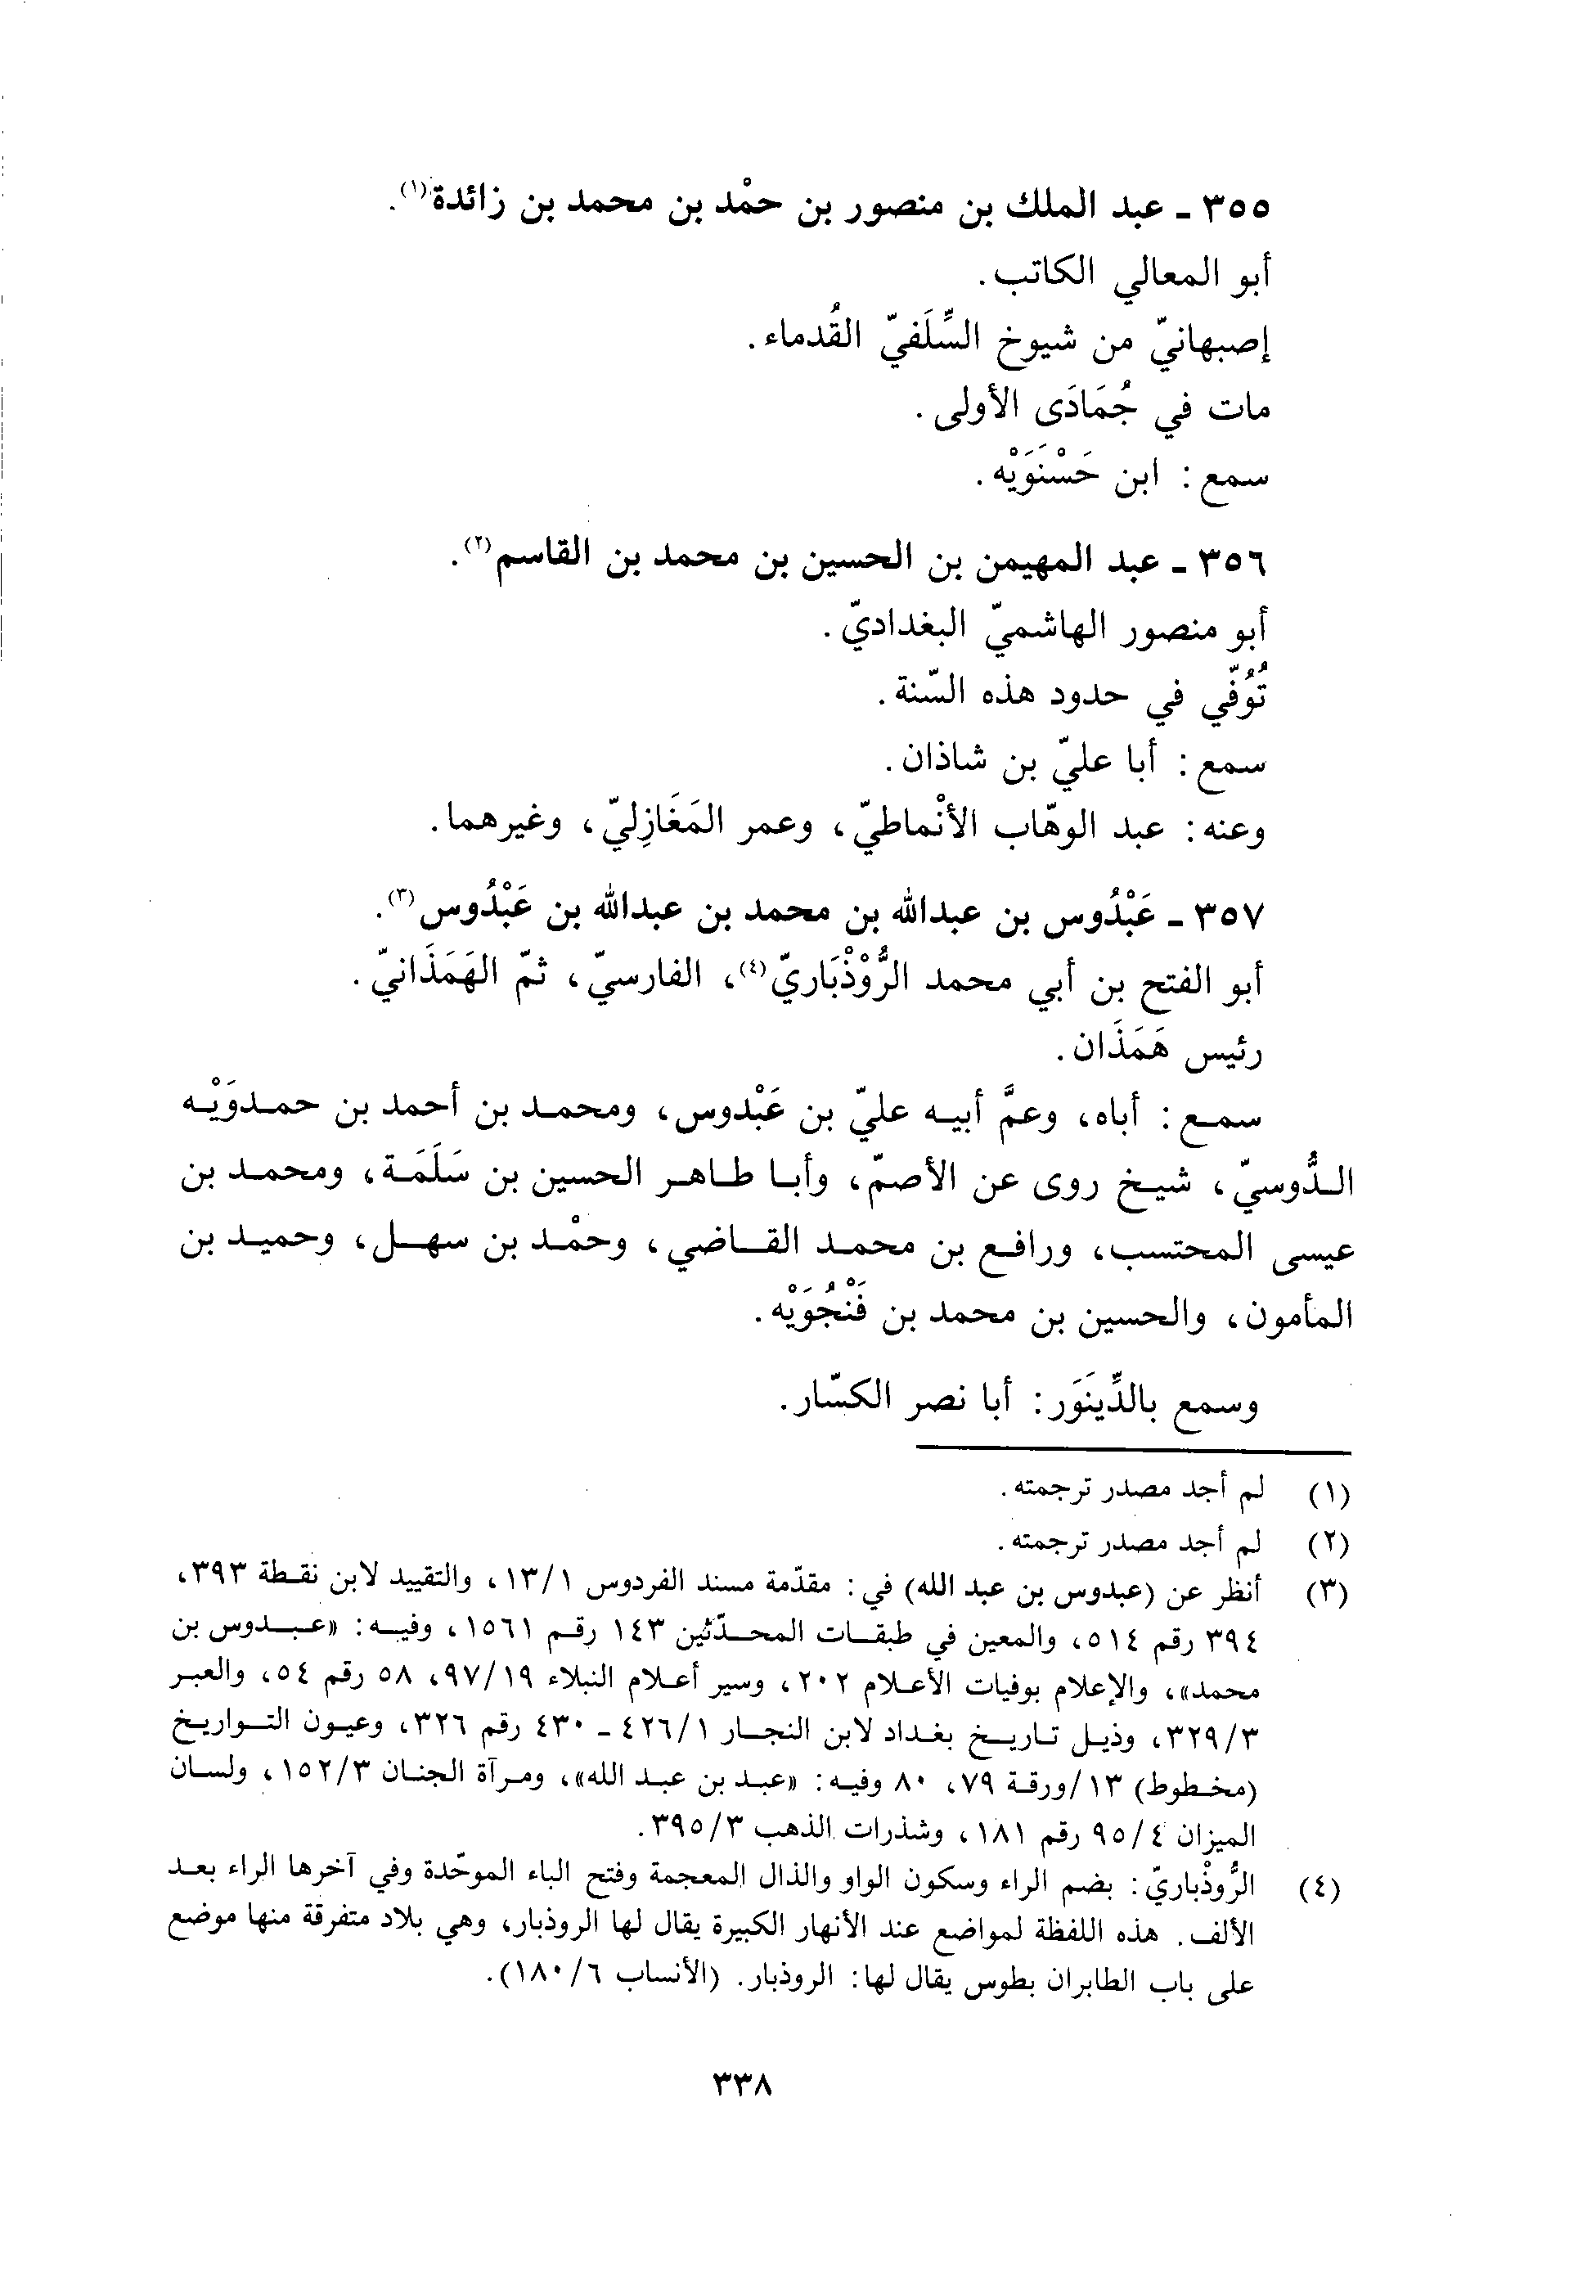 ٣٥٥ ـ عبد الملك بن منصور بن حمْد بن محمد بن زائدة(١).
أبو المعالي الكاتب.
إصبهانيّ من شيوخ السِّلَفيّ القُدماء.
مات في جُمَادَى الأولى.
سمع: ابن حَسْنَوَيْه.
٣٥٦ ـ عبد المهيمن بن الحسين بن محمد بن القاسم(٢).
أبو منصور الهاشميّ البغداديّ.
تُوُفّي في حدود هذه السّنة.
سمع: أبا عليّ بن شاذان.
وعنه: عبد الوهّاب الأنْماطيّ، وعمر المَغَازِليّ، وغيرهما.
٣٥٧ ـ عَبْدُوس بن عبدالله بن محمد بن عبدالله بن عَبْدُوس(٣).
أبو الفتح بن أبي محمد الرُّوْذْبَاريّ(٤)، الفارسيّ، ثمّ الهَمَذَانيّ.
رئيس هَمَذَان.
سمع: أباه، وعمَّ أبيه عليّ بن عَبْدوس، ومحمد بن أحمد بن حمدوَيْه
الدُّوسيّ، شيخ روى عن الأصمّ، وأبا طاهر الحسين بن سَلَمَة، ومحمد بن
عيسى المحتسب، ورافع بن محمد القاضي، وحمْد بن سهل، وحميد بن
المأمون، والحسين بن محمد بن فَنْجُوَيْه.
وسمع بالدِّينَوَر: أبا نصر الكسّار.
(١) لم أجد مصدر ترجمته.
(٢) لم أجد مصدر ترجمته.
(٣) أنظر عن (عبدوس بن عبد الله) في: مقدّمة مسند الفردوس ١٣/١، والتقييد لابن نقطة ٣٩٣،
٣٩٤ رقم ٥١٤، والمعين في طبقات المحدّثين ١٤٣ رقم ١٥٦١، وفيه: «عبدوس بن
محمد»، والإعلام بوفيات الأعلام ٢٠٢، وسير أعلام النبلاء ٩٧/١٩، ٥٨ رقم ٥٤، والعبر
٣٢٩/٣، وذيل تاريخ بغداد لابن النجار ٤٢٦/١ ـ ٤٣٠ رقم ٣٢٦، وعيون التواريخ
(مخطوط) ١٣/ورقة ٧٩، ٨٠ وفيه: «عبد بن عبد الله»، ومرآة الجنان ١٥٢/٣، ولسان
الميزان ٩٥/٤ رقم ١٨١، وشذرات الذهب ٣٩٥/٣.
(٤) الرُّوذْباريّ: بضم الراء وسكون الواو والذال المعجمة وفتح الباء الموحّدة وفي آخرها الراء بعد
الألف. هذه اللفظة لمواضع عند الأنهار الكبيرة يقال لها الروذبار، وهي بلاد متفرقة منها موضع
على باب الطابران بطوس يقال لها: الروذبار. (الأنساب ١٨٠/٦).
٣٣٨